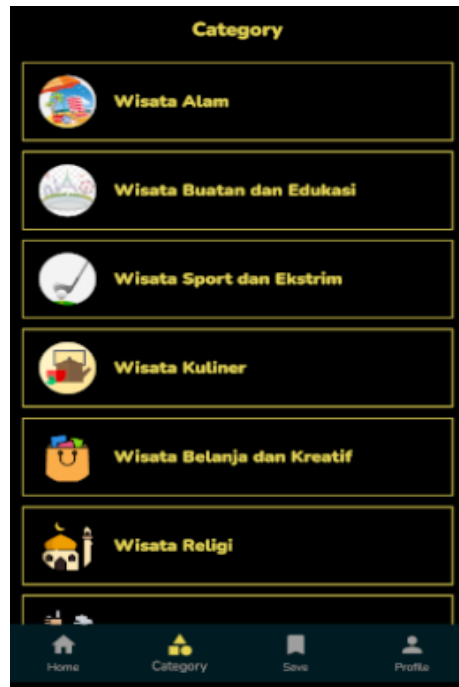 Category
Wisata Alam
Wisata Buatan dan Edukasi
Wisata Sport dan Ekstrim
Wisata Kuliner
Wisata Belanja dan Kreatif
Wisata Religi
Home Category Save Profile